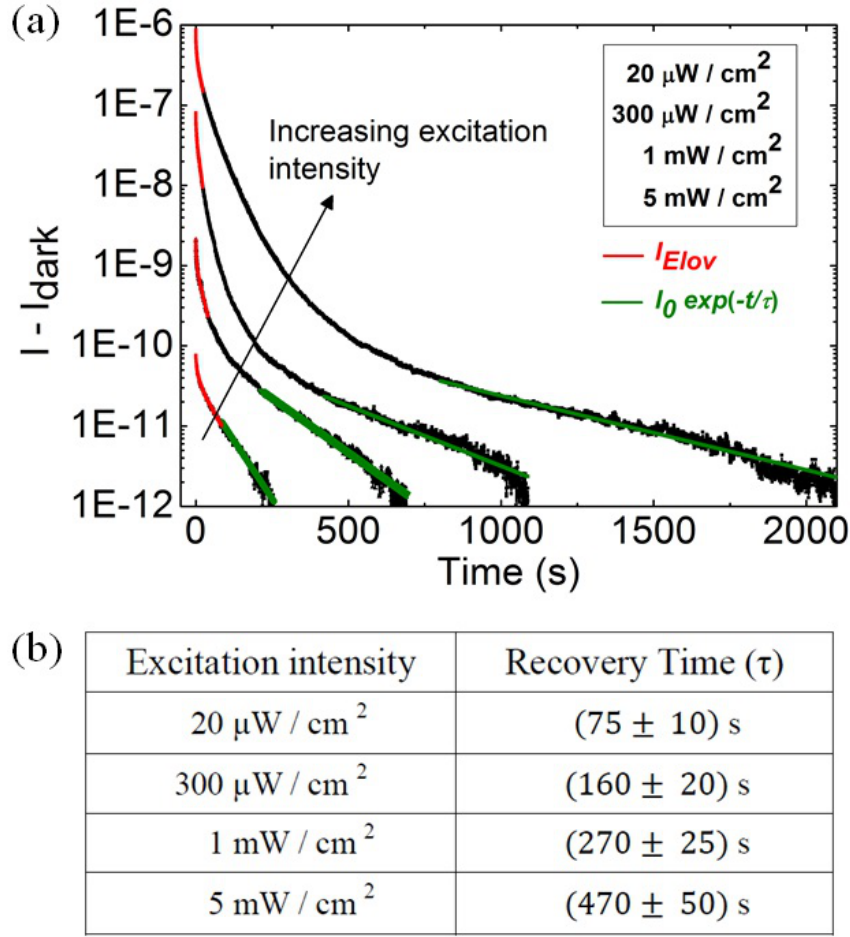 (a)
1E-6
1E-7
1E-8
1E-9
1E-10
1E-11
1E-12
I - I_dark
0 500 1000 1500 2000
Time (s)
Increasing excitation
intensity
20 μW / cm²
300 μW / cm²
1 mW / cm²
5 mW / cm²
I_Elov
I₀ exp(-t/τ)
(b)
Excitation intensity Recovery Time (τ)
20 μW / cm² (75 ± 10) s
300 μW / cm² (160 ± 20) s
1 mW / cm² (270 ± 25) s
5 mW / cm² (470 ± 50) s